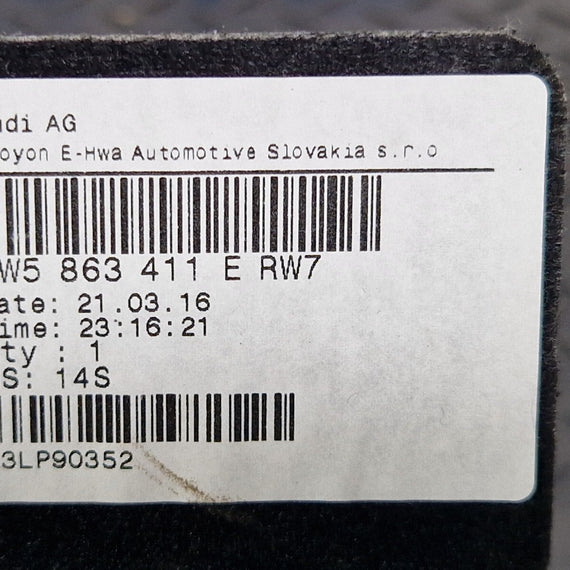 udi AG
oyon E-Hwa Automotive Slovakia s.r.o
W5 863 411 E RW7
ate: 21.03.16
ime: 23:16:21
ty : 1
S: 14S
3LP90352